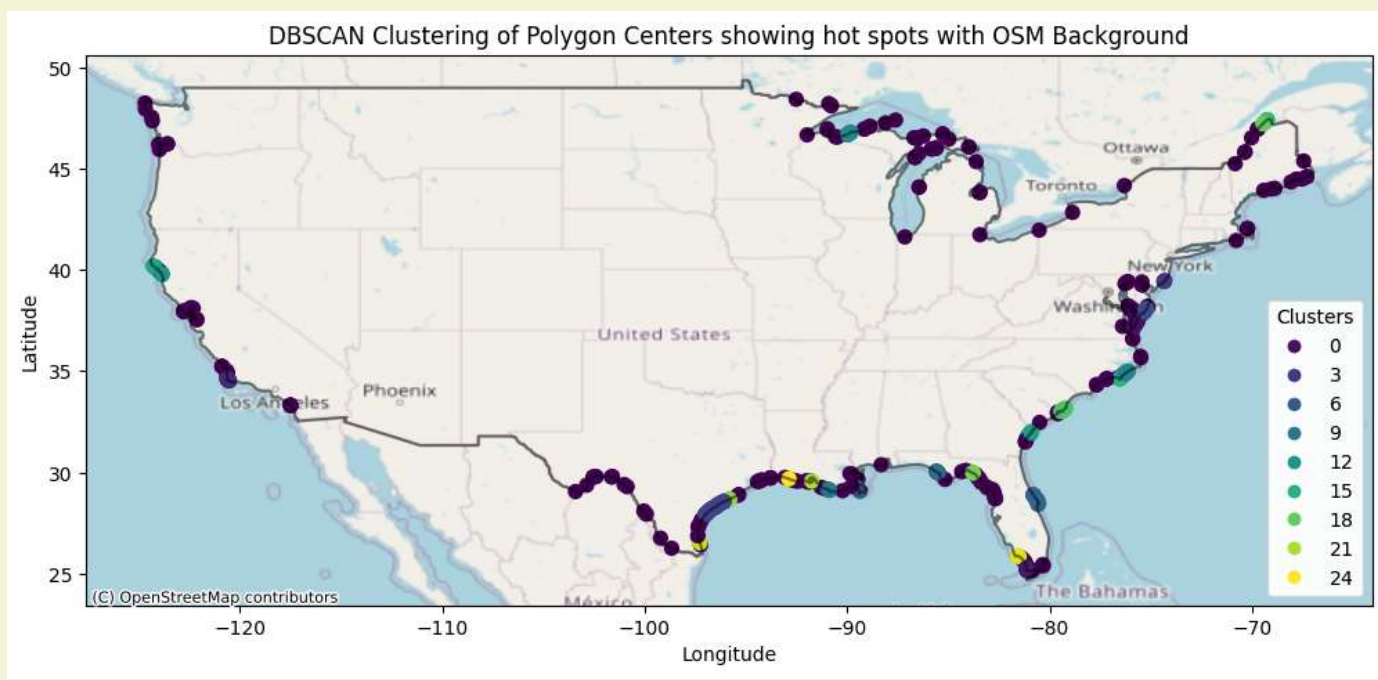 DBSCAN Clustering of Polygon Centers showing hot spots with OSM Background
50
45
40
35
30
25
Latitude
Ottawa
Toronto
New York
Washington
United States
Phoenix
Los Angeles
México
The Bahamas
(C) OpenStreetMap contributors
Clusters
0
3
6
9
12
15
18
21
24
−120
−110
−100
−90
−80
−70
Longitude